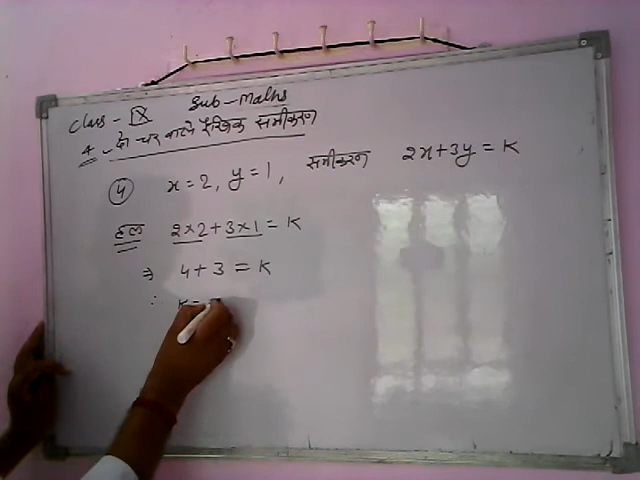 Class - IX Sub - Maths
4 - दो चर वाले रैखिक समीकरण
4 x = 2, y = 1, समीकरण 2x + 3y = K
हल 2 × 2 + 3 × 1 = K
⇒ 4 + 3 = K
∴ K =